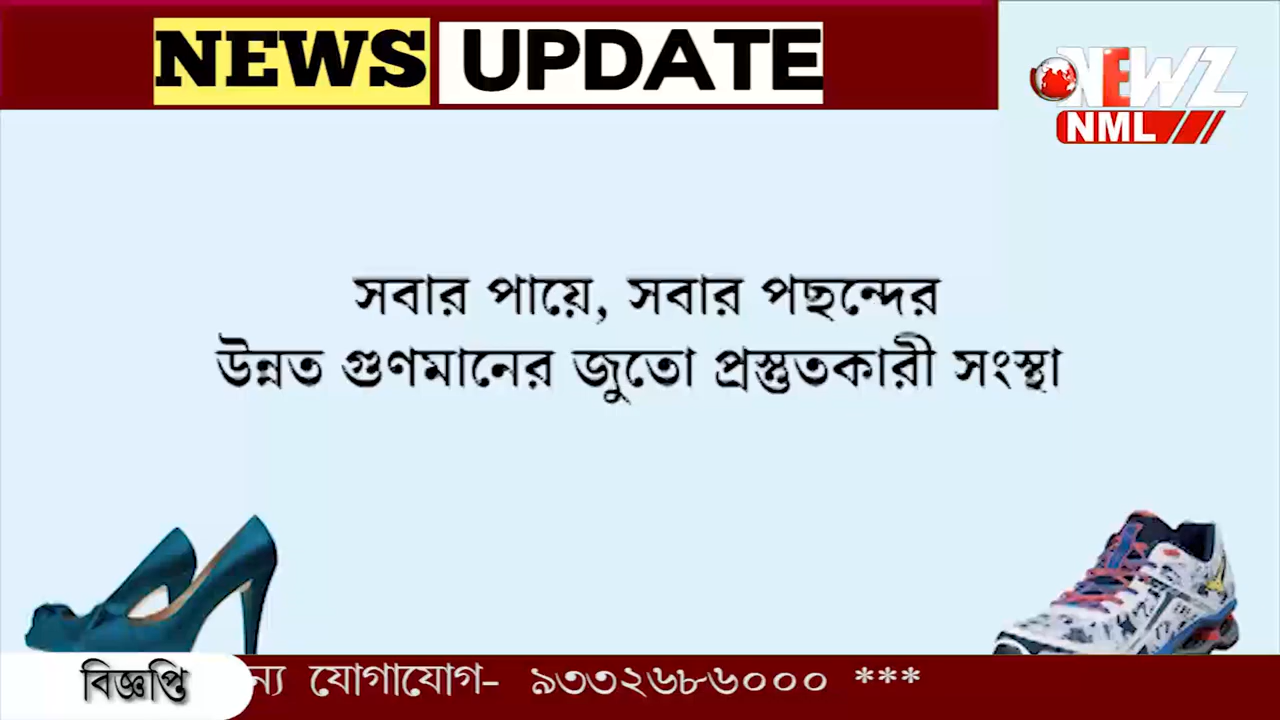 NEWS UPDATE
NEWZ
NML
সবার পায়ে, সবার পছন্দের
উন্নত গুণমানের জুতো প্রস্তুতকারী সংস্থা
বিজ্ঞপ্তি ন্য যোগাযোগ- ৯৩৩২৬৮৬০০০ ***